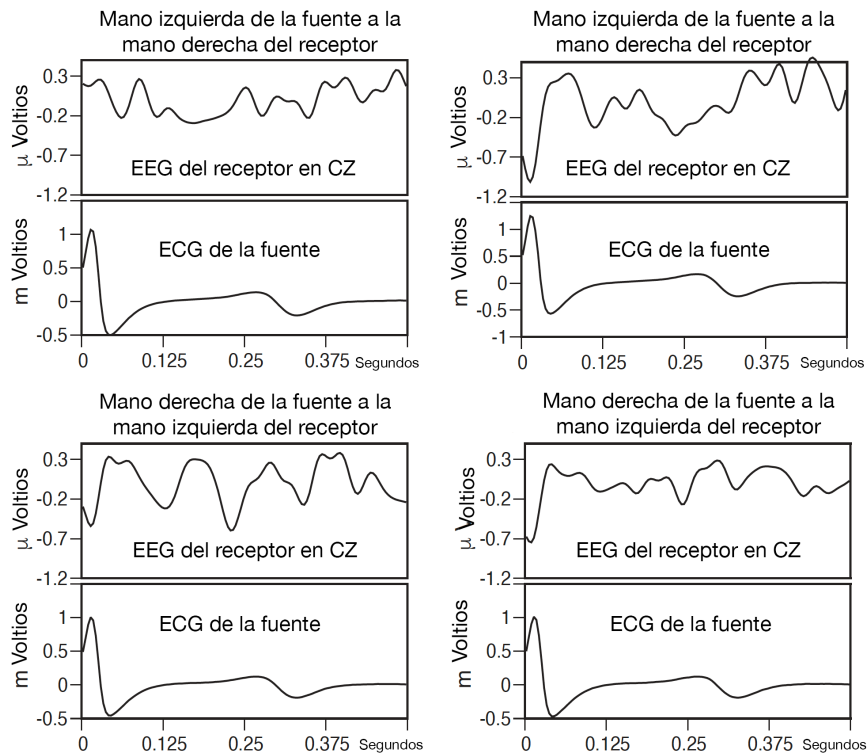 Mano izquierda de la fuente a la
mano derecha del receptor
0.3
-0.2
-0.7
-1.2
μ Voltios
EEG del receptor en CZ
1
0.5
0
-0.5
m Voltios
ECG de la fuente
0 0.125 0.25 0.375 Segundos
Mano izquierda de la fuente a la
mano derecha del receptor
0.3
-0.2
-0.7
-1.2
μ Voltios
EEG del receptor en CZ
1
0.5
0
-0.5
-1
m Voltios
ECG de la fuente
0 0.125 0.25 0.375 Segundos
Mano derecha de la fuente a la
mano izquierda del receptor
0.3
-0.2
-0.7
-1.2
μ Voltios
EEG del receptor en CZ
1
0.5
0
-0.5
m Voltios
ECG de la fuente
0 0.125 0.25 0.375 Segundos
Mano derecha de la fuente a la
mano izquierda del receptor
0.3
-0.2
-0.7
-1.2
μ Voltios
EEG del receptor en CZ
1
0.5
0
-0.5
m Voltios
ECG de la fuente
0 0.125 0.25 0.375 Segundos